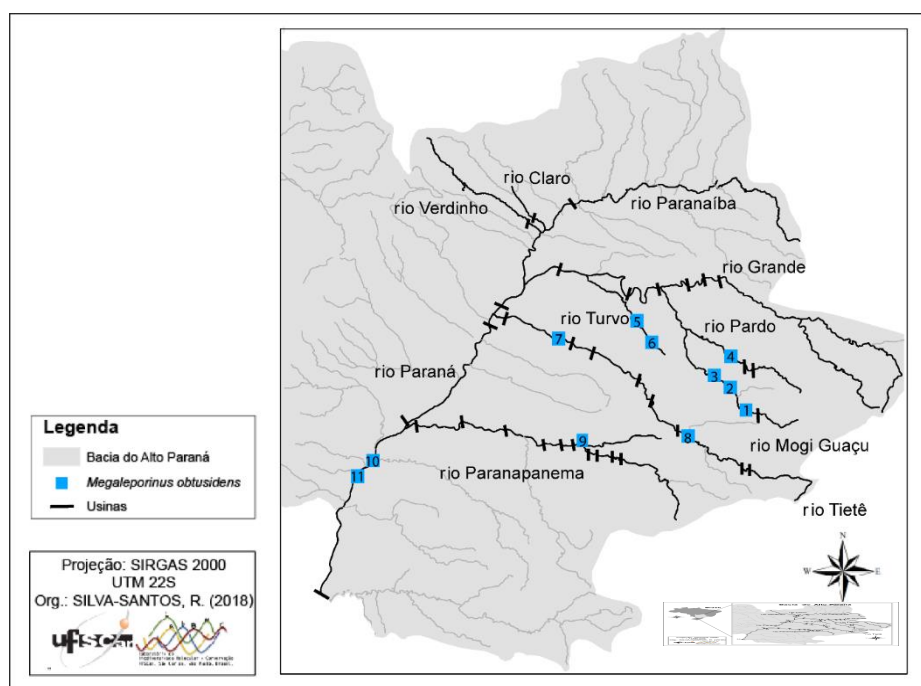 rio Claro
rio Verdinho
rio Paranaíba
rio Grande
rio Turvo
5
rio Pardo
7
6
4
3
2
rio Paraná
1
9
8
rio Mogi Guaçu
10
rio Paranapanema
11
rio Tietê
Legenda
Bacia do Alto Paraná
Megaleporinus obtusidens
Usinas
Projeção: SIRGAS 2000
UTM 22S
Org.: SILVA-SANTOS, R. (2018)
N
W
E
S